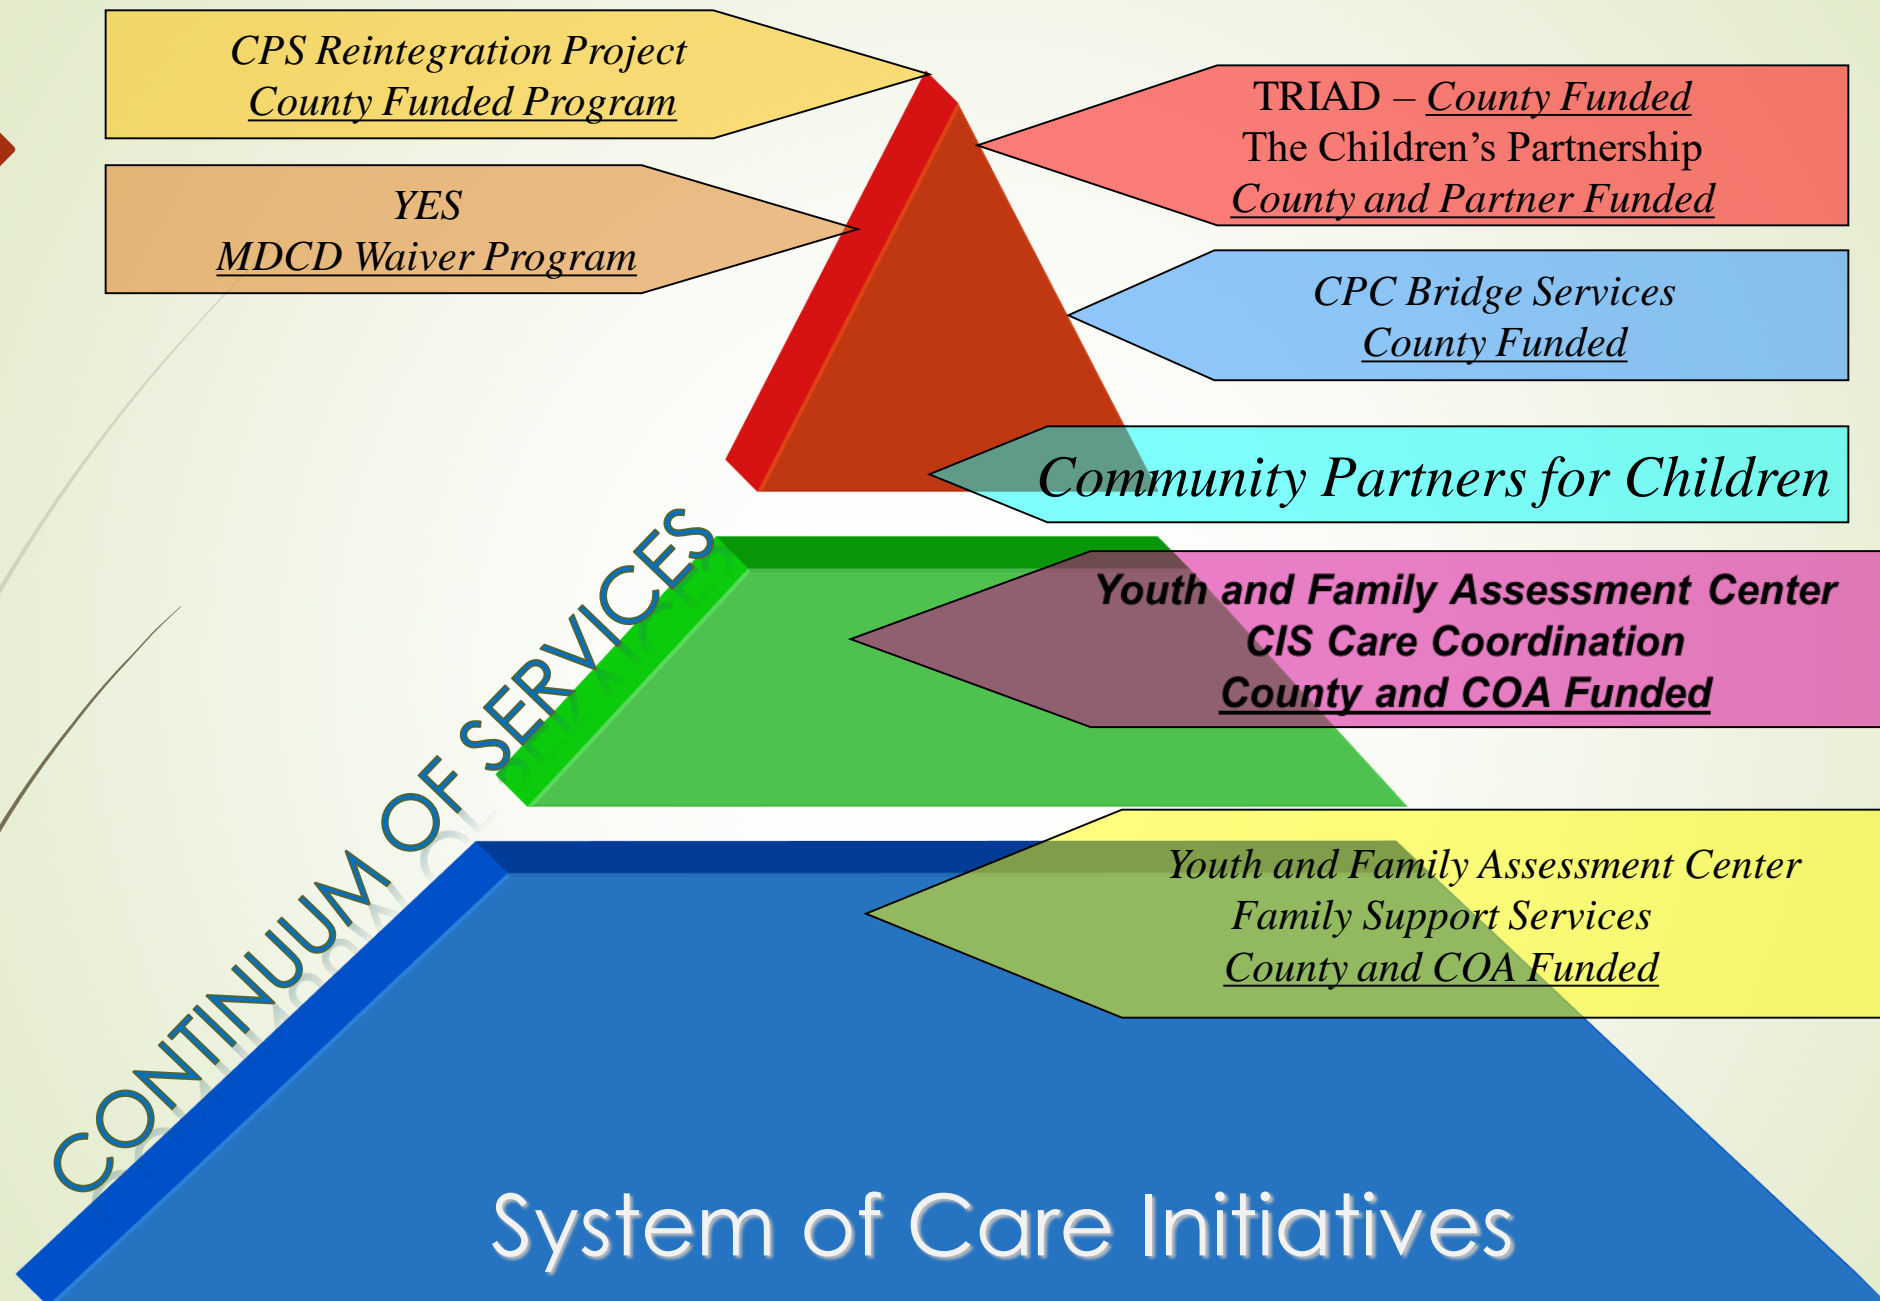 CPS Reintegration Project
County Funded Program
YES
MDCD Waiver Program
TRIAD – County Funded
The Children’s Partnership
County and Partner Funded
CPC Bridge Services
County Funded
Community Partners for Children
Youth and Family Assessment Center
CIS Care Coordination
County and COA Funded
Youth and Family Assessment Center
Family Support Services
County and COA Funded
CONTINUUM OF SERVICES
System of Care Initiatives